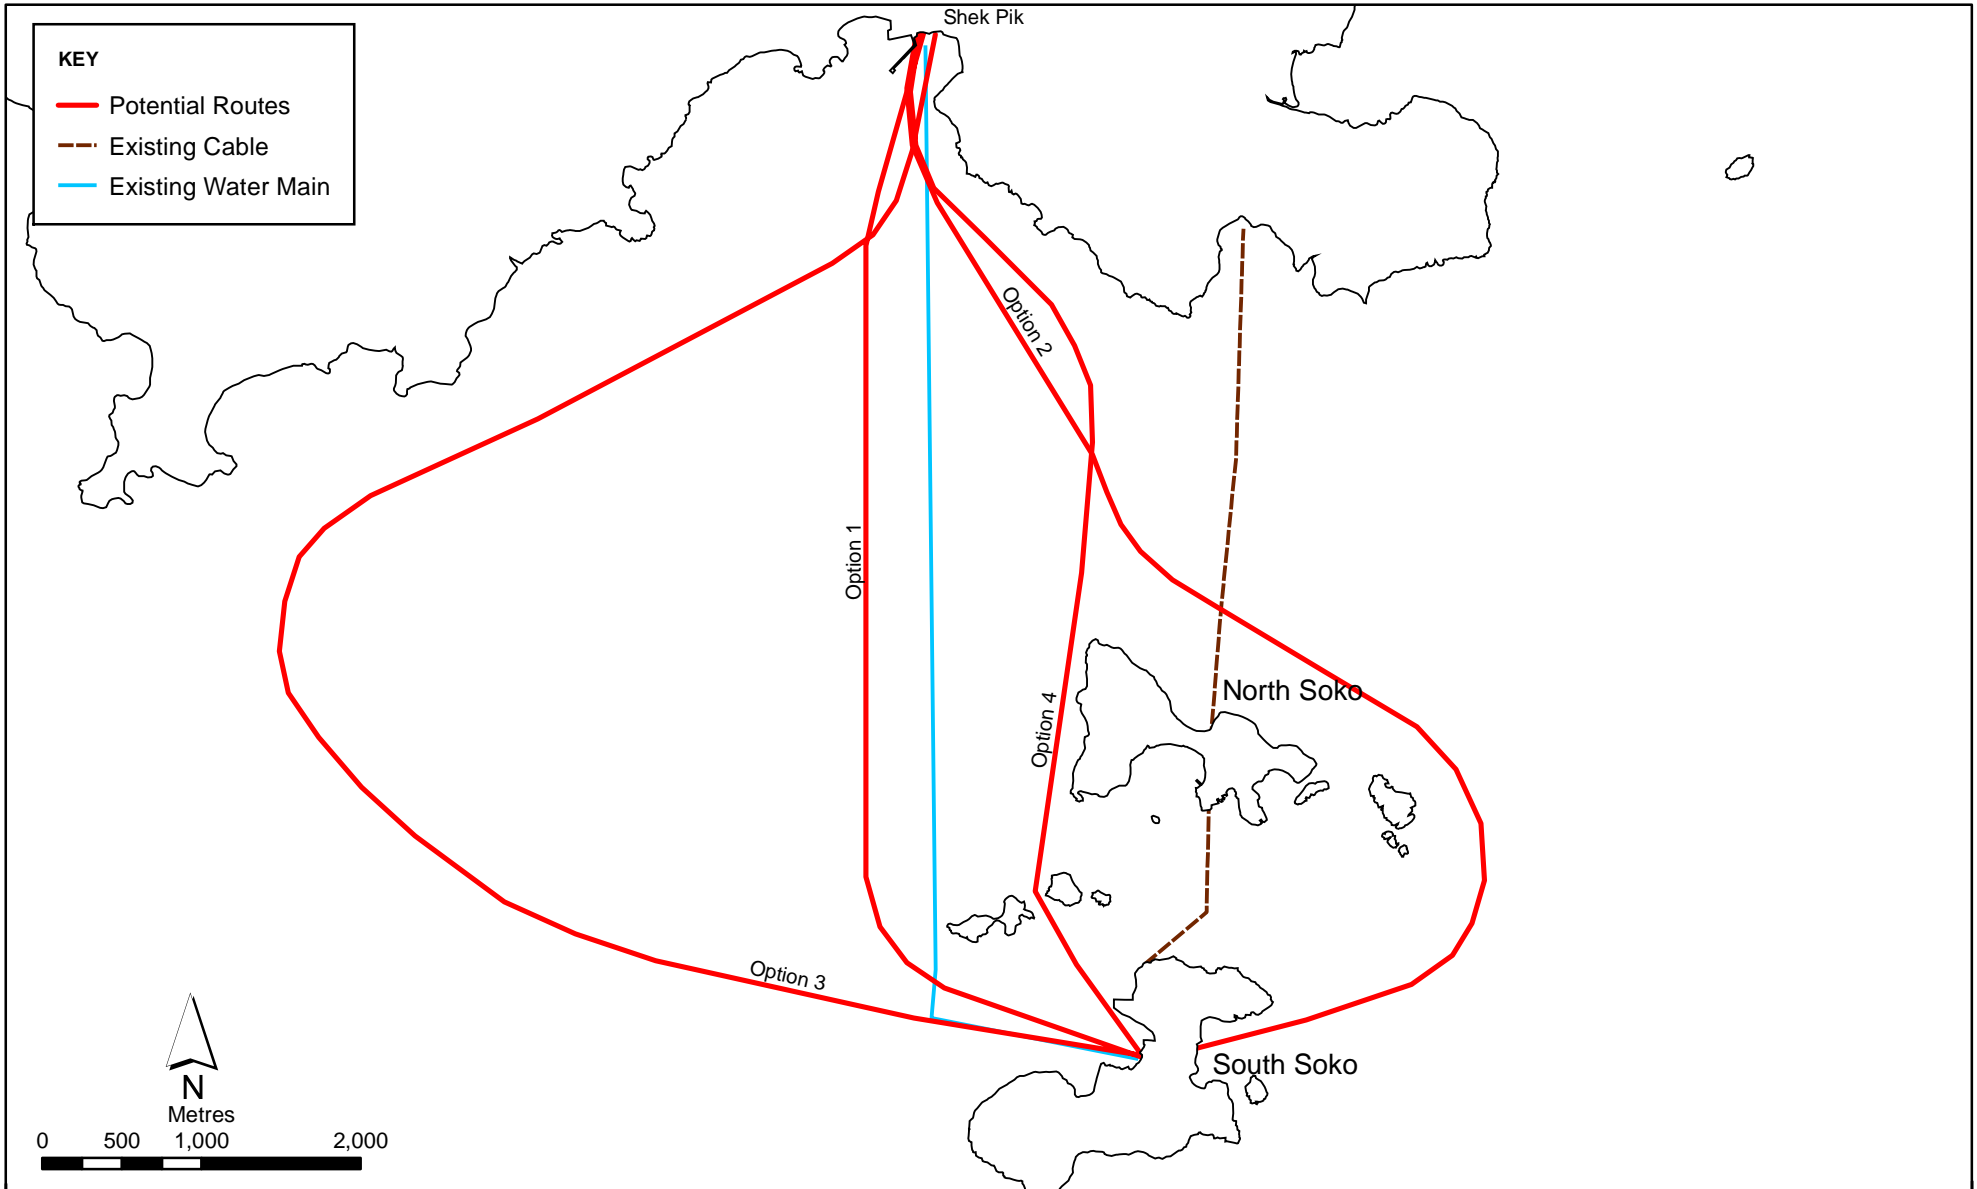 Shek Pik
KEY
Potential Routes
Existing Cable
Existing Water Main
Option 2
Option 1
North Soko
Option 4
Option 3
South Soko
N
Metres
0 500 1,000 2,000